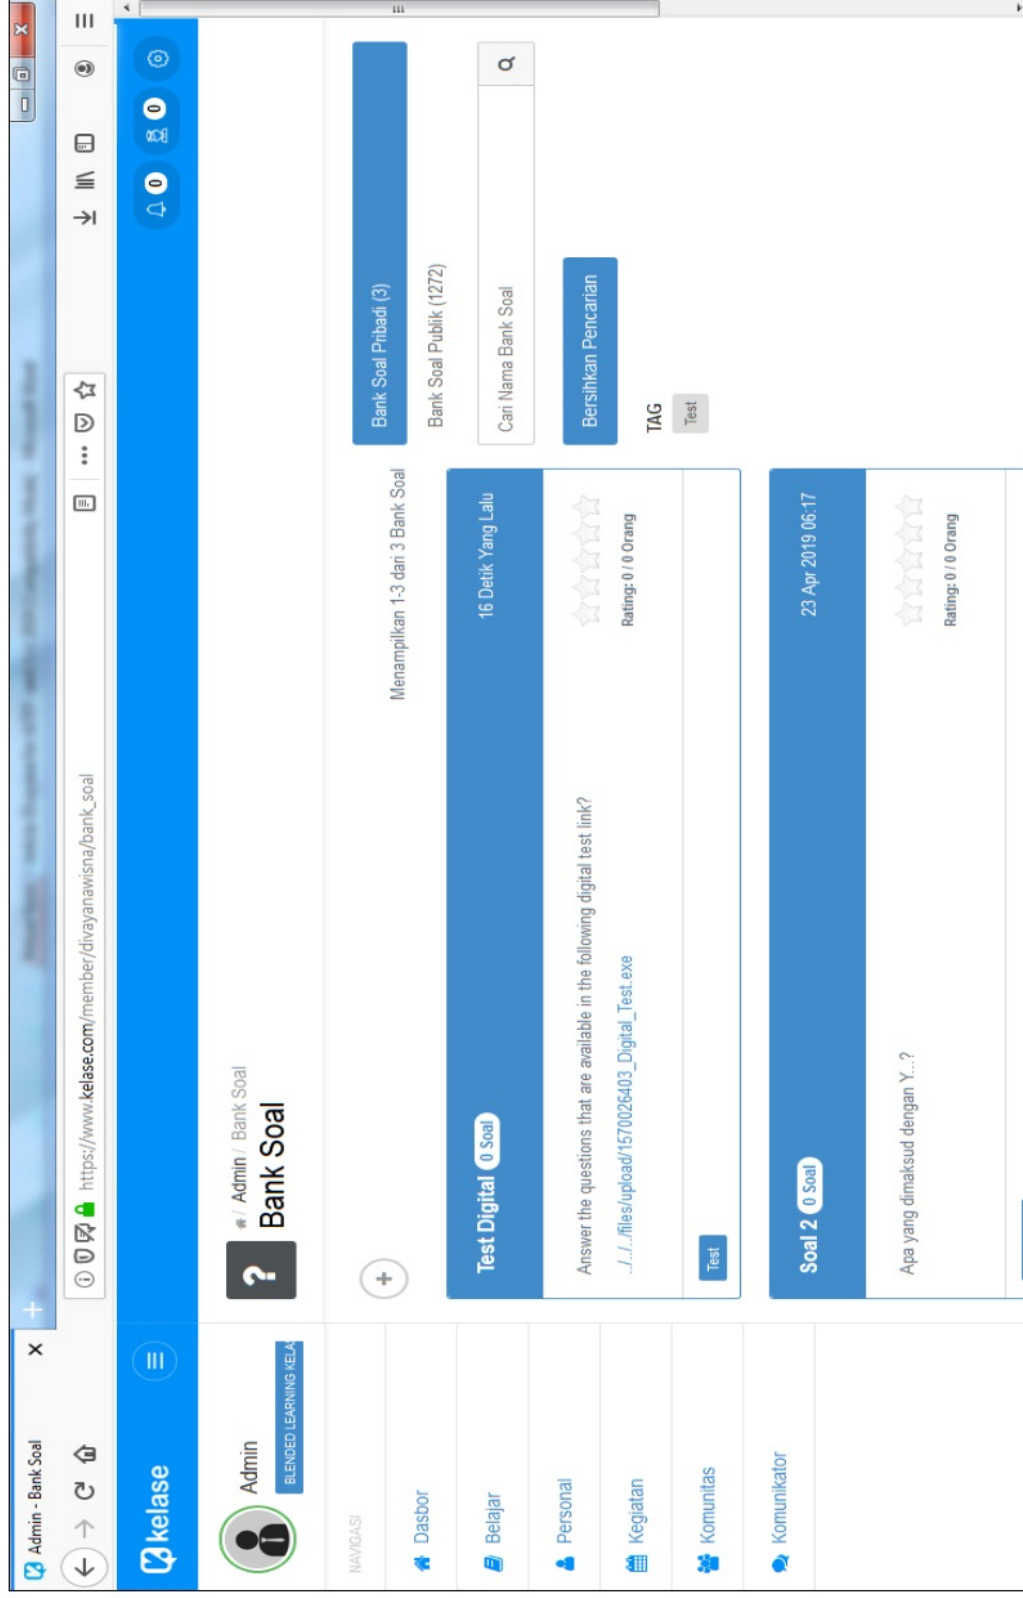 Admin - Bank Soal
https://www.kelase.com/member/divayanawisna/bank_soal
kelase
0
0
Admin
BLENDED LEARNING KELAS
NAVIGASI
Dasbor
Belajar
Personal
Kegiatan
Komunitas
Komunikator
/ Admin / Bank Soal
Bank Soal
Menampilkan 1-3 dari 3 Bank Soal
Test Digital 0 Soal
16 Detik Yang Lalu
Answer the questions that are available in the following digital test link?
../../../files/upload/1570026403_Digital_Test.exe
Rating: 0 / 0 Orang
Test
Soal 2 0 Soal
23 Apr 2019 06:17
Apa yang dimaksud dengan Y...?
Rating: 0 / 0 Orang
Bank Soal Pribadi (3)
Bank Soal Publik (1272)
Cari Nama Bank Soal
Bersihkan Pencarian
TAG
Test